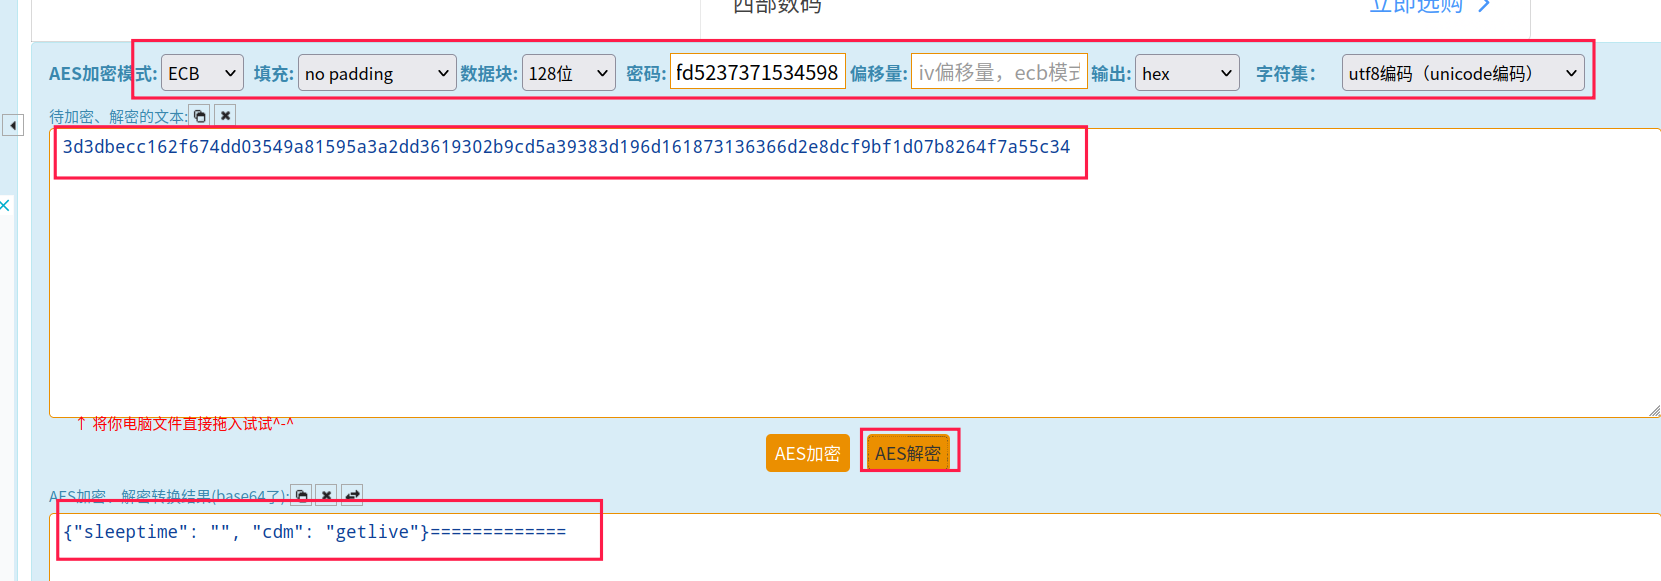 西部数码
立即选购
AES加密模式: ECB 填充: no padding 数据块: 128位 密码: fd5237371534598 偏移量: iv偏移量，ecb模式 输出: hex 字符集: utf8编码（unicode编码）
待加密、解密的文本:
3d3dbecc162f674dd03549a81595a3a2dd3619302b9cd5a39383d196d161873136366d2e8dcf9bf1d07b8264f7a55c34
↑ 将你电脑文件直接拖入试试^-^
AES加密 AES解密
AES加密、解密转换结果(base64了):
{"sleeptime": "", "cdm": "getlive"}=============